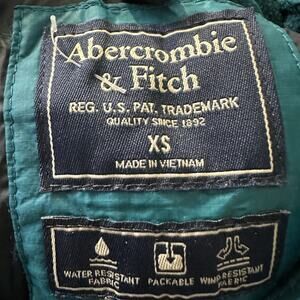 Abercrombie
& Fitch
REG. U.S. PAT. TRADEMARK
QUALITY SINCE 1892
XS
MADE IN VIETNAM
WATER RESISTANT
FABRIC
PACKABLE
WIND RESISTANT
FABRIC